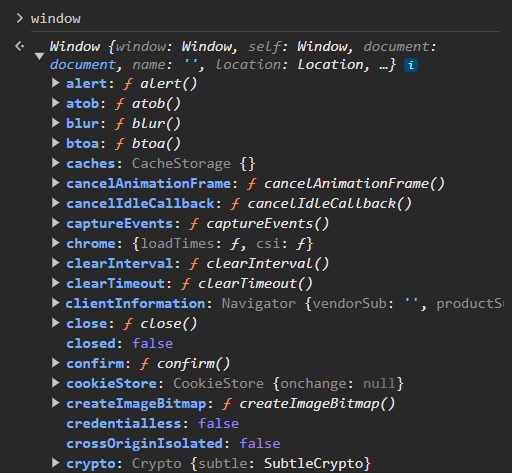 > window
Window {window: Window, self: Window, document:
document, name: '', location: Location, …} i
alert: ƒ alert()
atob: ƒ atob()
blur: ƒ blur()
btoa: ƒ btoa()
caches: CacheStorage {}
cancelAnimationFrame: ƒ cancelAnimationFrame()
cancelIdleCallback: ƒ cancelIdleCallback()
captureEvents: ƒ captureEvents()
chrome: {loadTimes: ƒ, csi: ƒ}
clearInterval: ƒ clearInterval()
clearTimeout: ƒ clearTimeout()
clientInformation: Navigator {vendorSub: '', productSu
close: ƒ close()
closed: false
confirm: ƒ confirm()
cookieStore: CookieStore {onchange: null}
createImageBitmap: ƒ createImageBitmap()
credentialless: false
crossOriginIsolated: false
crypto: Crypto {subtle: SubtleCrypto}